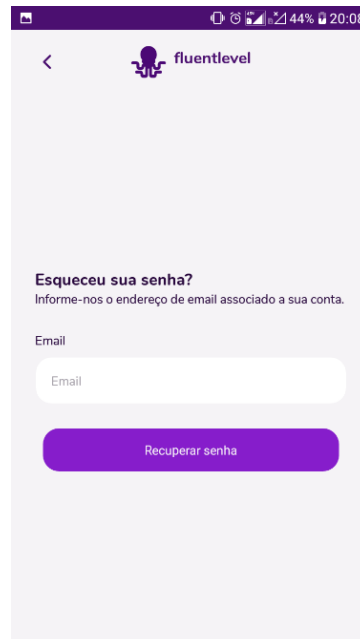 44% 20:08
fluentlevel
Esqueceu sua senha?
Informe-nos o endereço de email associado a sua conta.
Email
Email
Recuperar senha